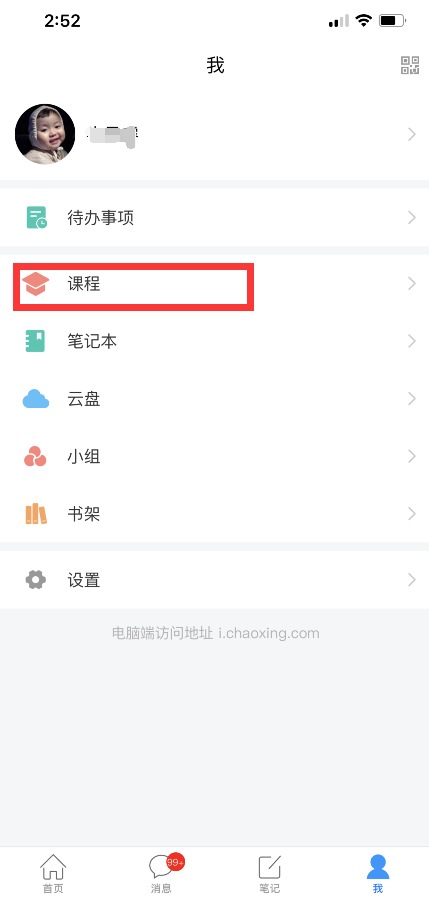 2:52
我
待办事项
课程
笔记本
云盘
小组
书架
设置
电脑端访问地址 i.chaoxing.com
99+
首页
消息
笔记
我